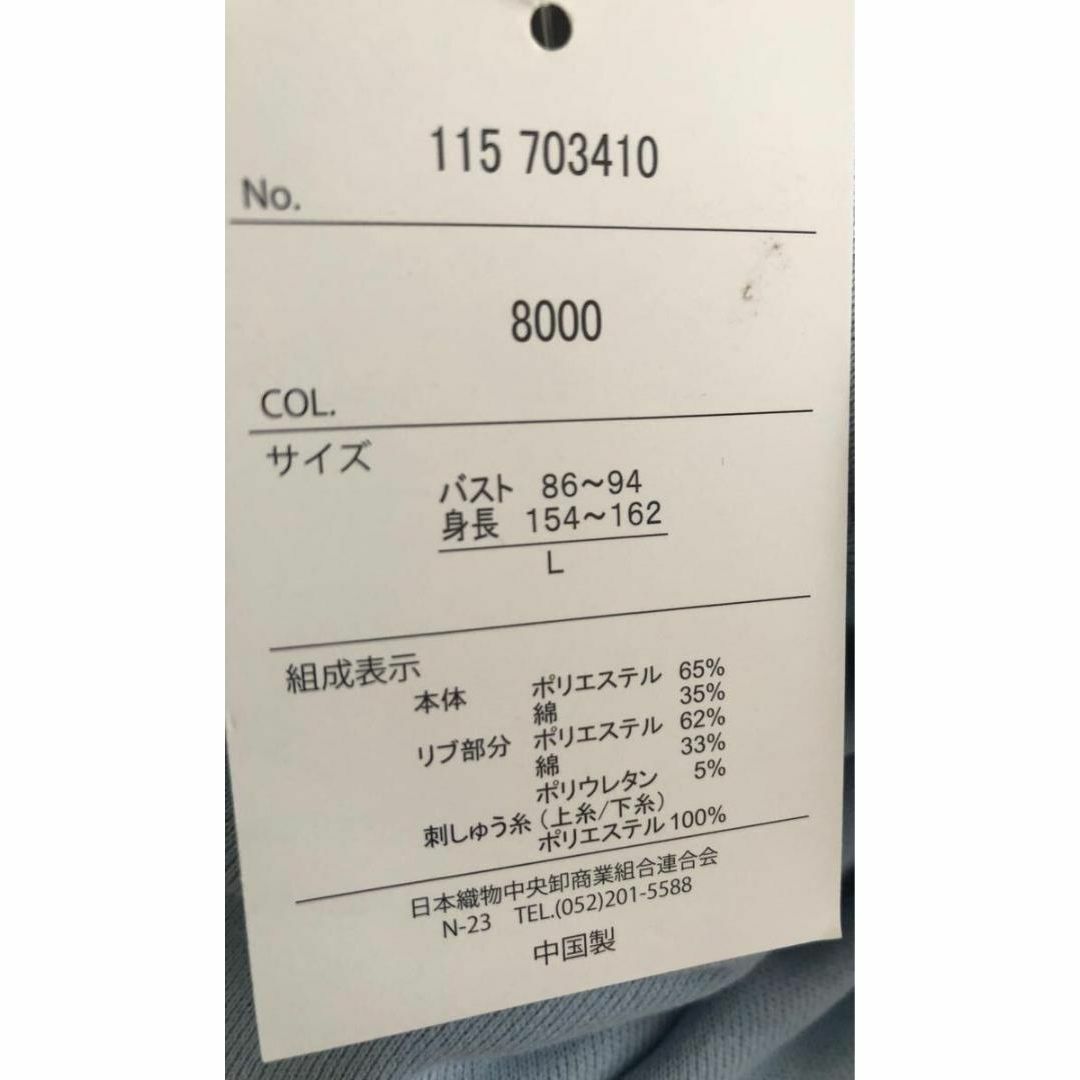 115 703410
No.
8000
COL.
サイズ
バスト 86～94
身長 154～162
L
組成表示
本体 ポリエステル 65%
綿 35%
リブ部分 ポリエステル 62%
綿 33%
ポリウレタン 5%
刺しゅう糸 (上糸/下糸)
ポリエステル 100%
日本織物中央卸商業組合連合会
N-23 TEL.(052)201-5588
中国製